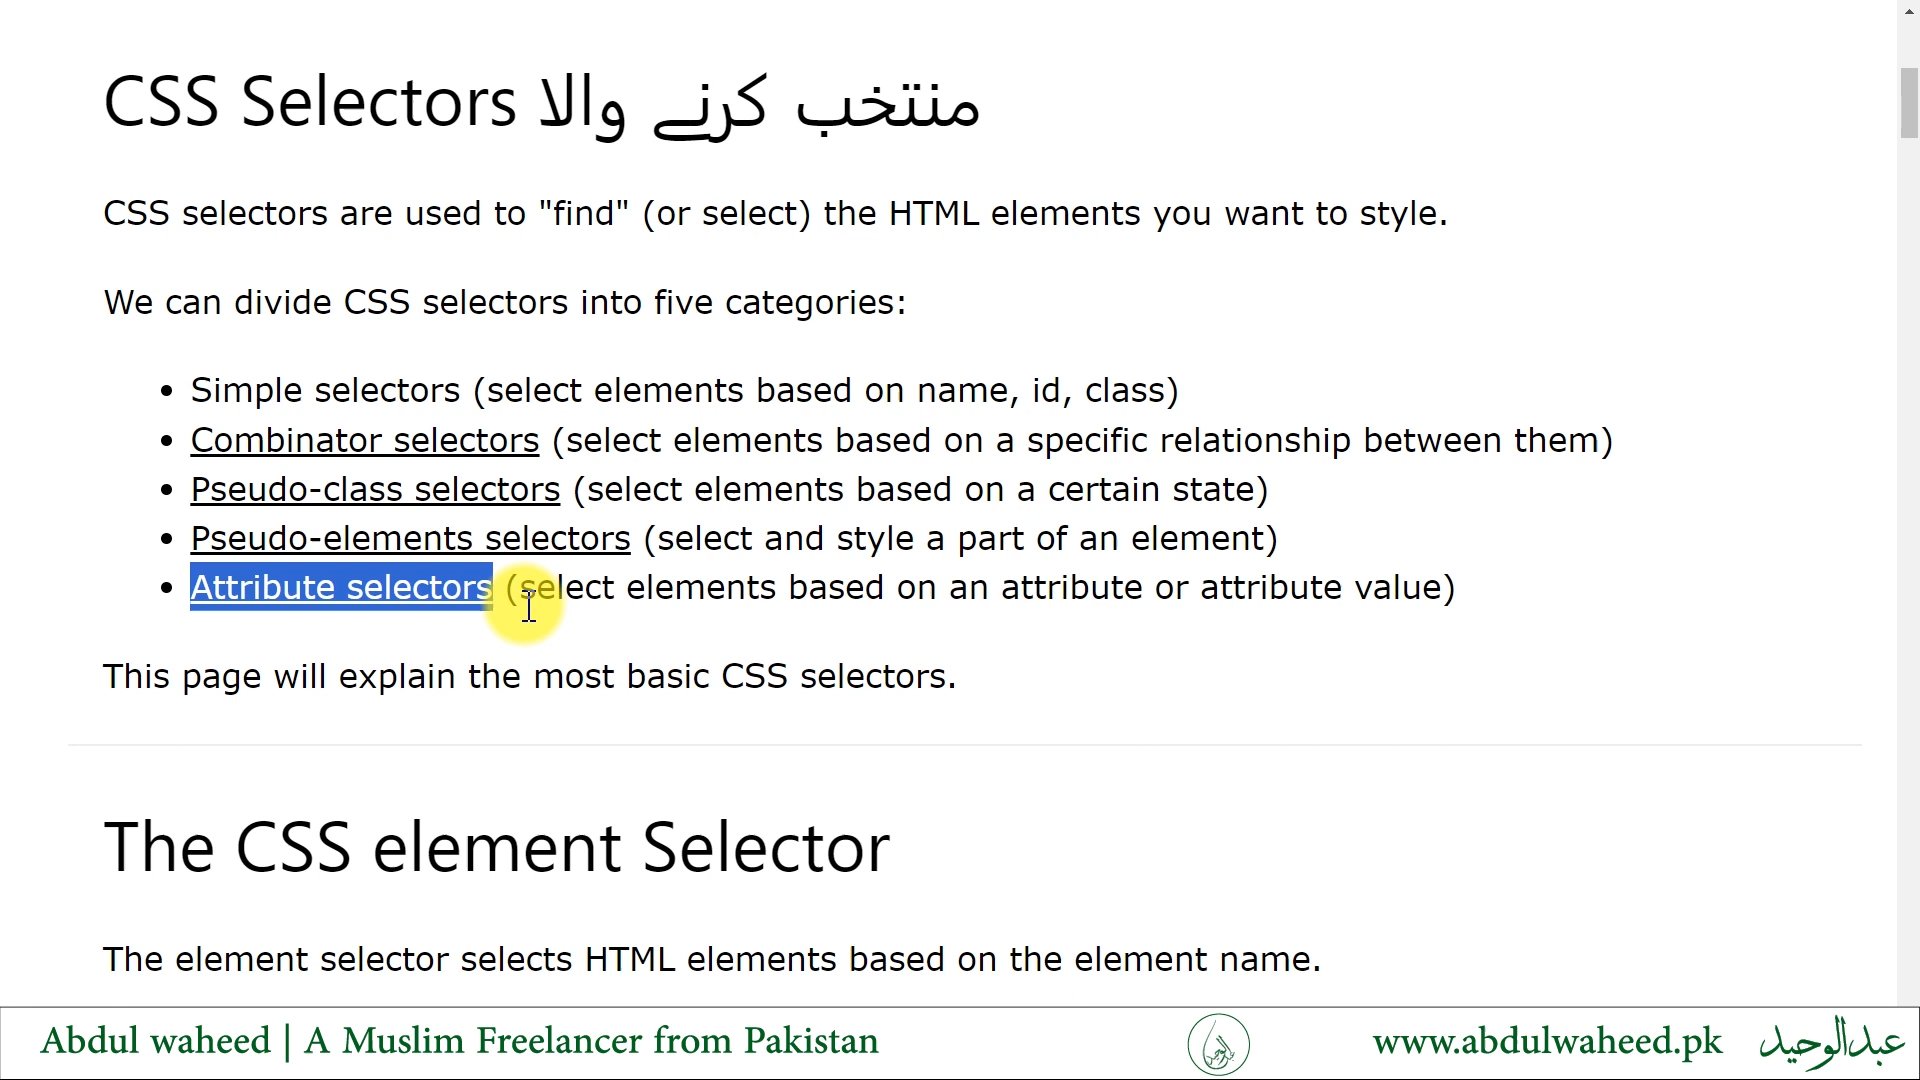 CSS Selectors منتخب کرنے والا
CSS selectors are used to "find" (or select) the HTML elements you want to style.
We can divide CSS selectors into five categories:
• Simple selectors (select elements based on name, id, class)
• Combinator selectors (select elements based on a specific relationship between them)
• Pseudo-class selectors (select elements based on a certain state)
• Pseudo-elements selectors (select and style a part of an element)
• Attribute selectors (select elements based on an attribute or attribute value)
This page will explain the most basic CSS selectors.
The CSS element Selector
The element selector selects HTML elements based on the element name.
Abdul waheed | A Muslim Freelancer from Pakistan
www.abdulwaheed.pk عبدالوحید